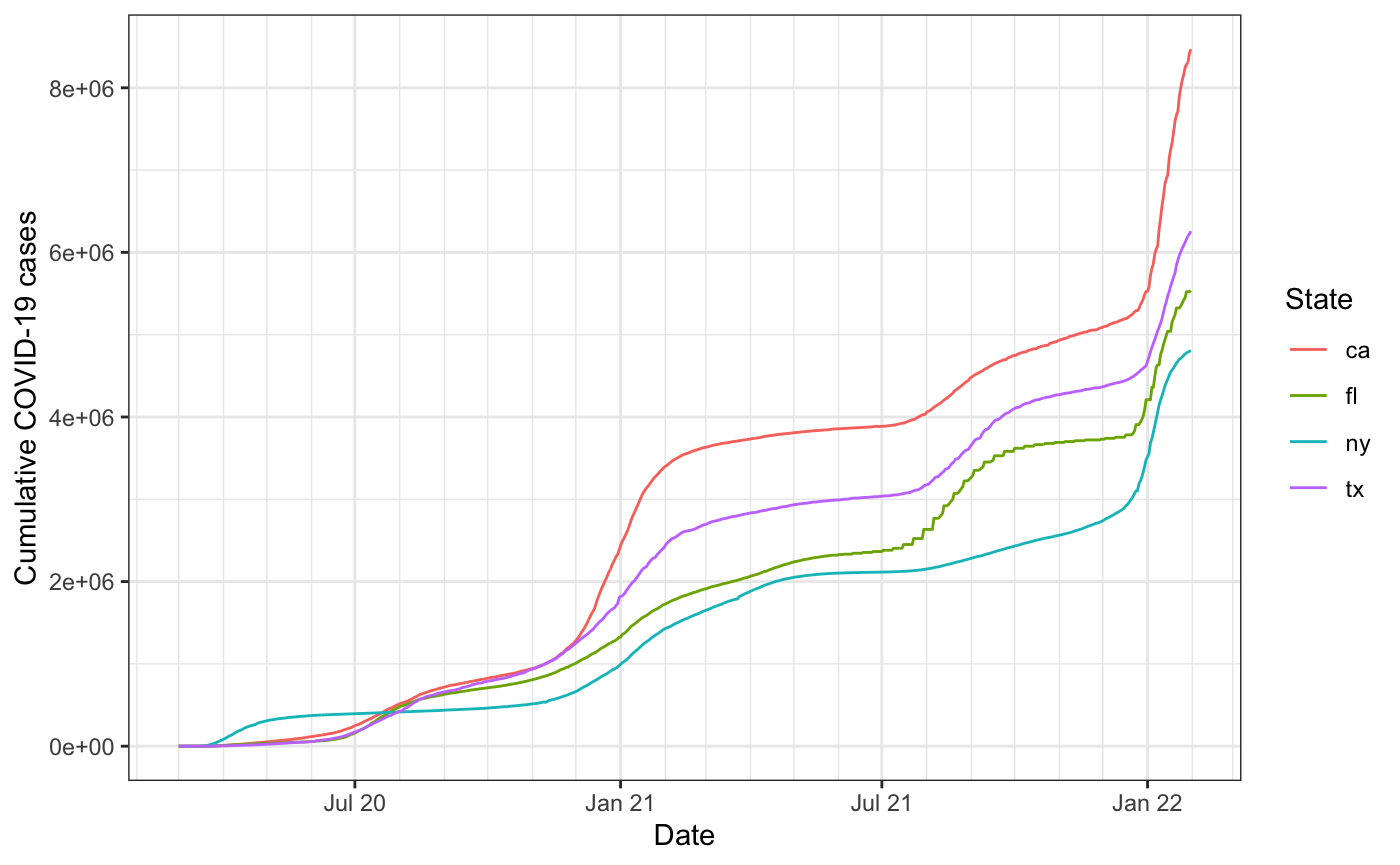 8e+06
6e+06
4e+06
2e+06
0e+00
Cumulative COVID-19 cases
Jul 20
Jan 21
Jul 21
Jan 22
Date
State
ca
fl
ny
tx